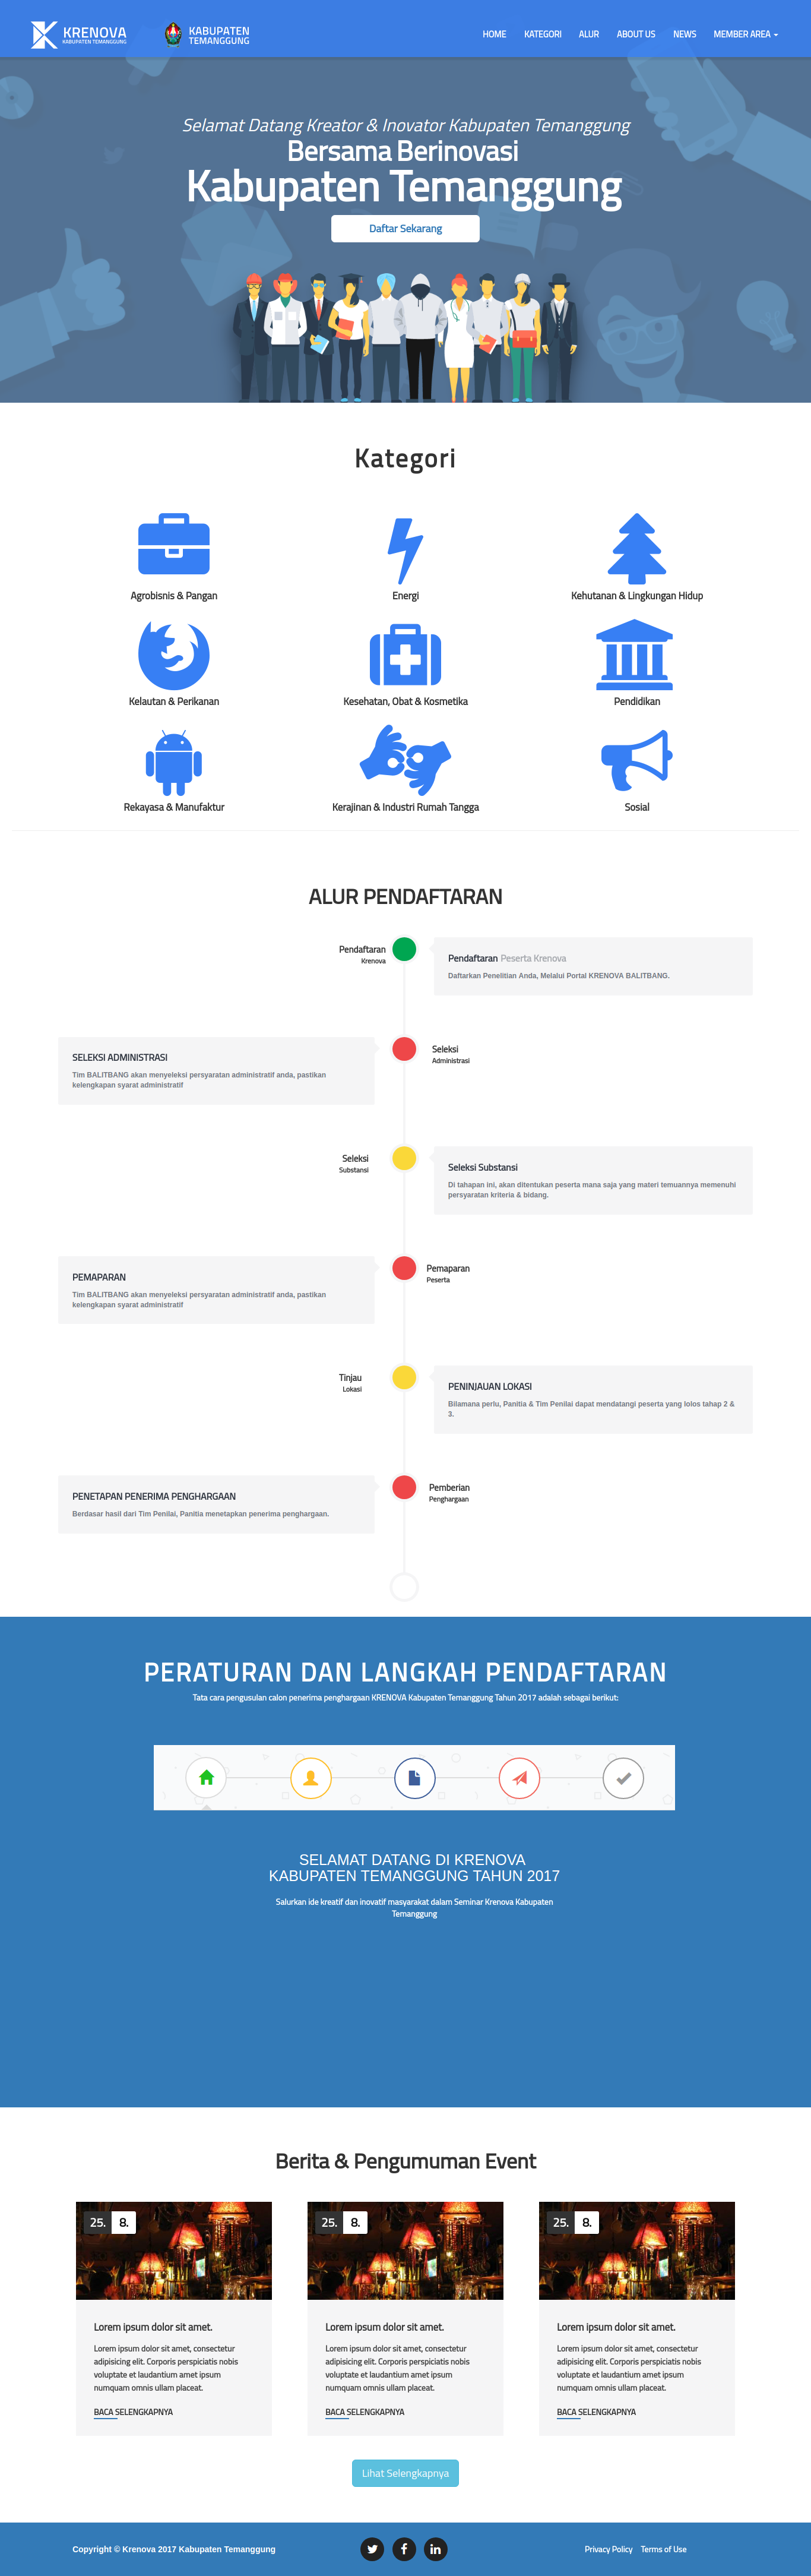 KRENOVA
KABUPATEN TEMANGGUNG
KABUPATEN
TEMANGGUNG
HOME KATEGORI ALUR ABOUT US NEWS MEMBER AREA
Selamat Datang Kreator & Inovator Kabupaten Temanggung
Bersama Berinovasi
Kabupaten Temanggung
Daftar Sekarang
Kategori
Agrobisnis & Pangan
Energi
Kehutanan & Lingkungan Hidup
Kelautan & Perikanan
Kesehatan, Obat & Kosmetika
Pendidikan
Rekayasa & Manufaktur
Kerajinan & Industri Rumah Tangga
Sosial
ALUR PENDAFTARAN
Pendaftaran
Krenova
Pendaftaran Peserta Krenova
Daftarkan Penelitian Anda, Melalui Portal KRENOVA BALITBANG.
SELEKSI ADMINISTRASI
Tim BALITBANG akan menyeleksi persyaratan administratif anda, pastikan
kelengkapan syarat administratif
Seleksi
Administrasi
Seleksi
Substansi
Seleksi Substansi
Di tahapan ini, akan ditentukan peserta mana saja yang materi temuannya memenuhi
persyaratan kriteria & bidang.
PEMAPARAN
Tim BALITBANG akan menyeleksi persyaratan administratif anda, pastikan
kelengkapan syarat administratif
Pemaparan
Peserta
Tinjau
Lokasi
PENINJAUAN LOKASI
Bilamana perlu, Panitia & Tim Penilai dapat mendatangi peserta yang lolos tahap 2 &
3.
PENETAPAN PENERIMA PENGHARGAAN
Berdasar hasil dari Tim Penilai, Panitia menetapkan penerima penghargaan.
Pemberian
Penghargaan
PERATURAN DAN LANGKAH PENDAFTARAN
Tata cara pengusulan calon penerima penghargaan KRENOVA Kabupaten Temanggung Tahun 2017 adalah sebagai berikut:
SELAMAT DATANG DI KRENOVA
KABUPATEN TEMANGGUNG TAHUN 2017
Salurkan ide kreatif dan inovatif masyarakat dalam Seminar Krenova Kabupaten
Temanggung
Berita & Pengumuman Event
25. 8.
Lorem ipsum dolor sit amet.
Lorem ipsum dolor sit amet, consectetur
adipisicing elit. Corporis perspiciatis nobis
voluptate et laudantium amet ipsum
numquam omnis ullam placeat.
BACA SELENGKAPNYA
25. 8.
Lorem ipsum dolor sit amet.
Lorem ipsum dolor sit amet, consectetur
adipisicing elit. Corporis perspiciatis nobis
voluptate et laudantium amet ipsum
numquam omnis ullam placeat.
BACA SELENGKAPNYA
25. 8.
Lorem ipsum dolor sit amet.
Lorem ipsum dolor sit amet, consectetur
adipisicing elit. Corporis perspiciatis nobis
voluptate et laudantium amet ipsum
numquam omnis ullam placeat.
BACA SELENGKAPNYA
Lihat Selengkapnya
Copyright © Krenova 2017 Kabupaten Temanggung
Privacy Policy Terms of Use